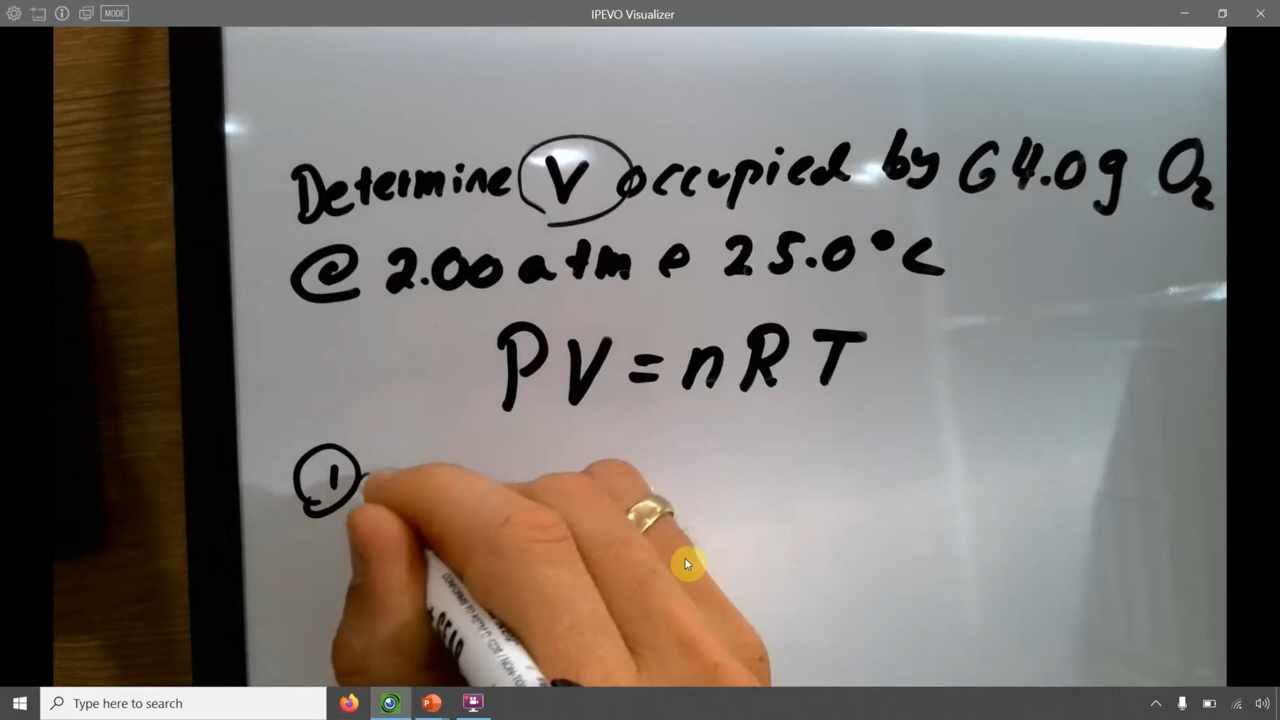 MODE
IPEVO Visualizer
Determine V occupied by 64.0g O₂
@ 2.00 atm e 25.0°C
PV=nRT
1
Type here to search